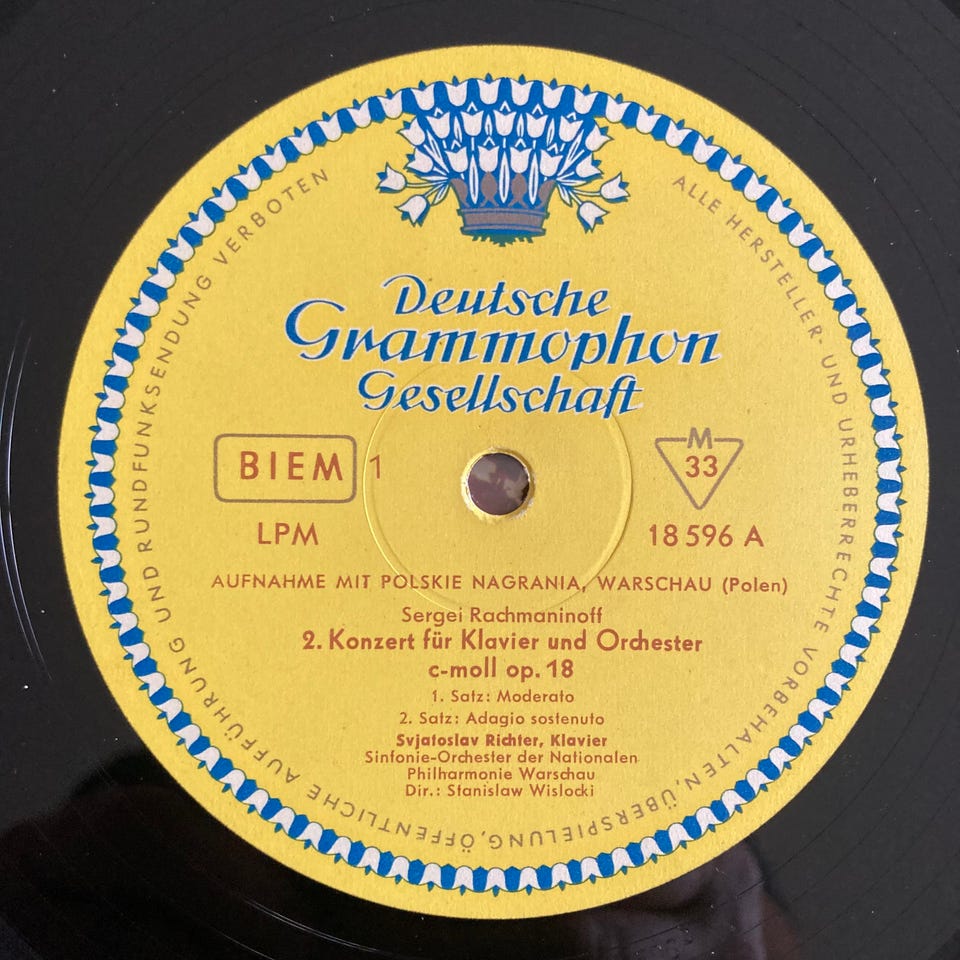 Deutsche
Grammophon
Gesellschaft
BIEM 1
M
33
LPM
18 596 A
AUFNAHME MIT POLSKIE NAGRANIA, WARSCHAU (Polen)
Sergei Rachmaninoff
2. Konzert für Klavier und Orchester
c-moll op. 18
1. Satz: Moderato
2. Satz: Adagio sostenuto
Svjatoslav Richter, Klavier
Sinfonie-Orchester der Nationalen
Philharmonie Warschau
Dir.: Stanislaw Wislocki
ALLE HERSTELLER- UND URHEBERRECHTE VORBEHALTEN, ÜBERSPIELUNG, ÖFFENTLICHE AUFFÜHRUNG UND RUNDFUNKSENDUNG VERBOTEN